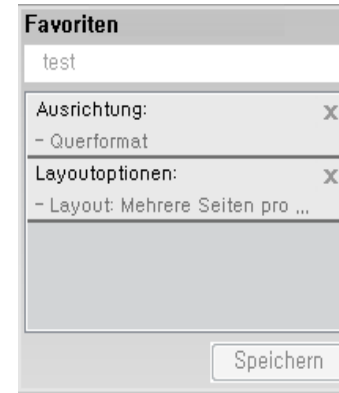 Favoriten
test
Ausrichtung: x
- Querformat
Layoutoptionen: x
- Layout: Mehrere Seiten pro ...
Speichern